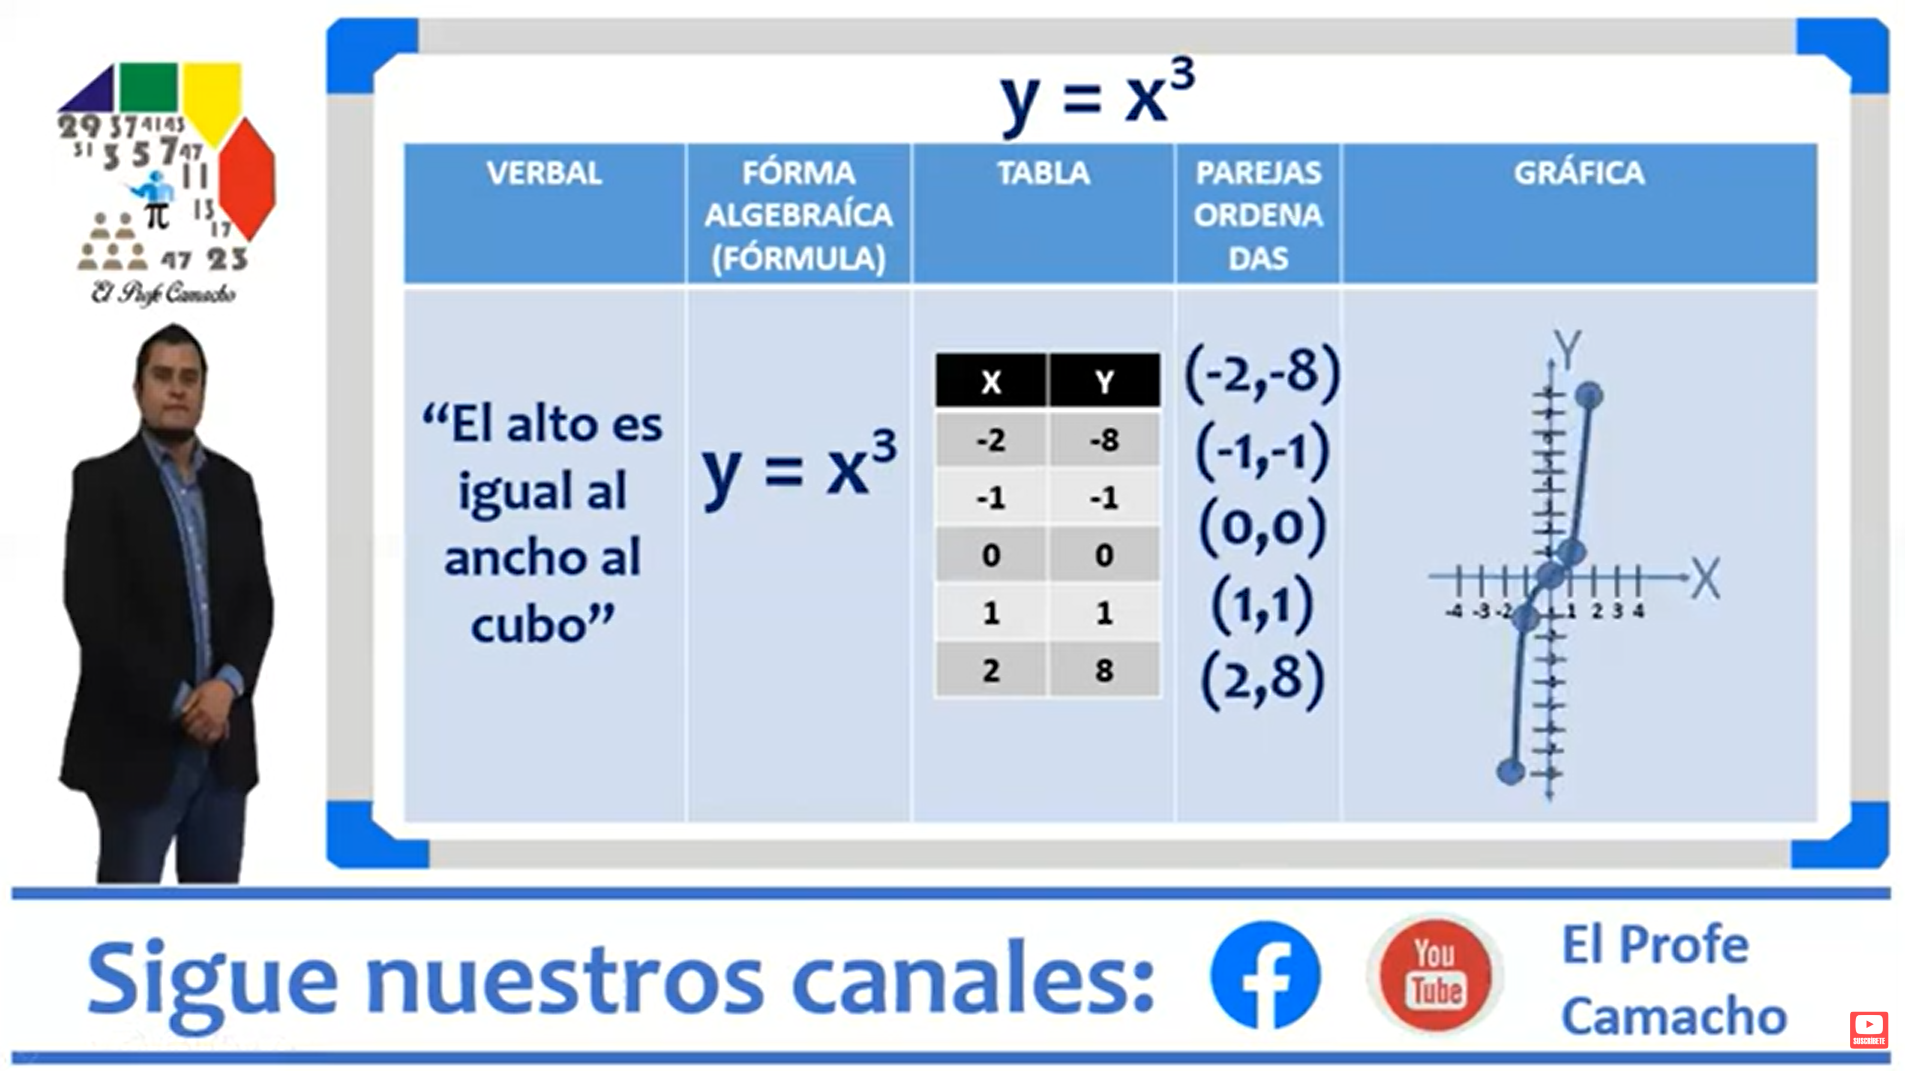 y = x³
29 37 41 43
31 3 5 7 47
11
π 13
17
47 23
El Profe Camacho
VERBAL
FÓRMA
ALGEBRAÍCA
(FÓRMULA)
TABLA
PAREJAS
ORDENA
DAS
GRÁFICA
“El alto es
igual al
ancho al
cubo”
y = x³
X Y
-2 -8
-1 -1
0 0
1 1
2 8
(-2,-8)
(-1,-1)
(0,0)
(1,1)
(2,8)
Y
X
-4 -3 -2 1 2 3 4
Sigue nuestros canales:
f
You
Tube
El Profe
Camacho
SUSCRÍBETE